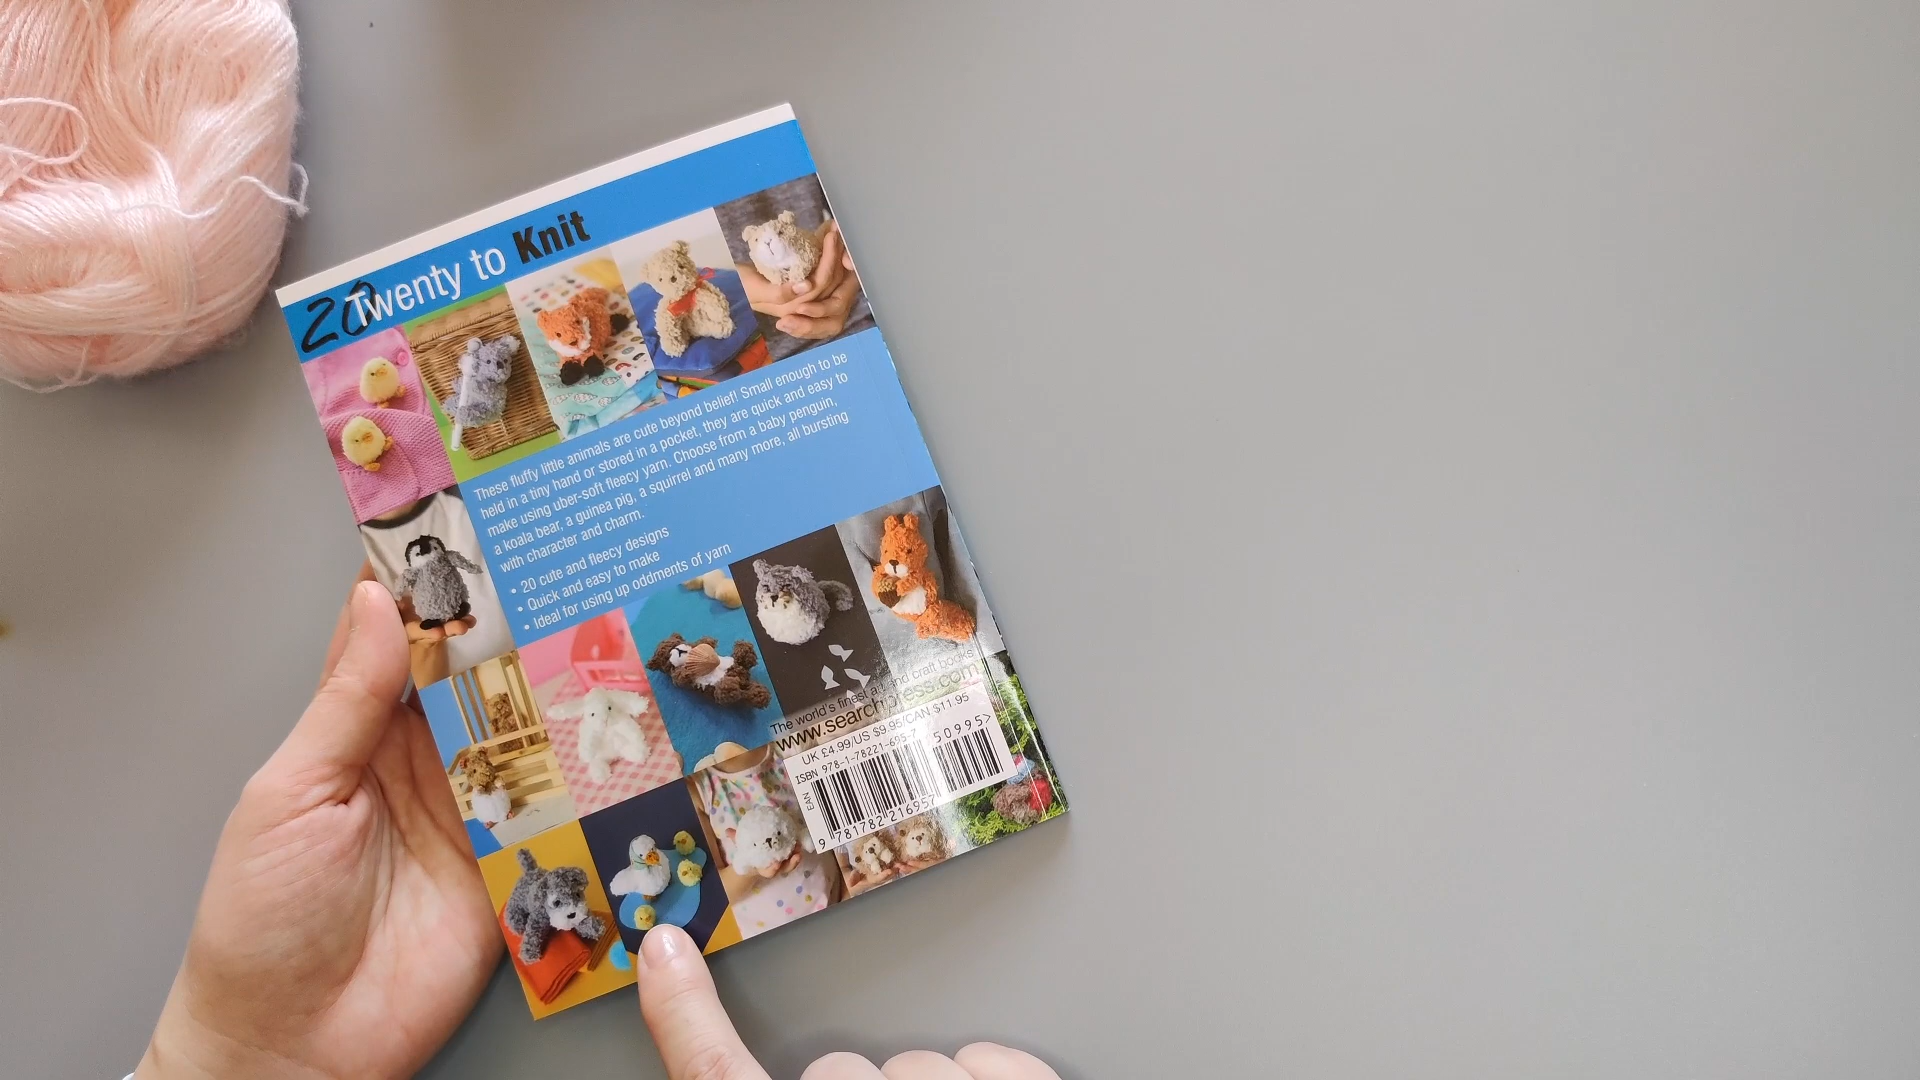 20 Twenty to Knit
These fluffy little animals are cute beyond belief! Small enough to be
held in a tiny hand or stored in a pocket, they are quick and easy to
make using uber-soft fleecy yarn. Choose from a baby penguin,
a koala bear, a guinea pig, a squirrel and many more, all bursting
with character and charm.
• 20 cute and fleecy designs
• Quick and easy to make
• Ideal for using up oddments of yarn
The world's finest art and craft books
www.searchpress.com
UK £4.99/US $9.95/CAN $11.95
ISBN 978-1-78221-695-7
50995>
EAN
9 781782 216957